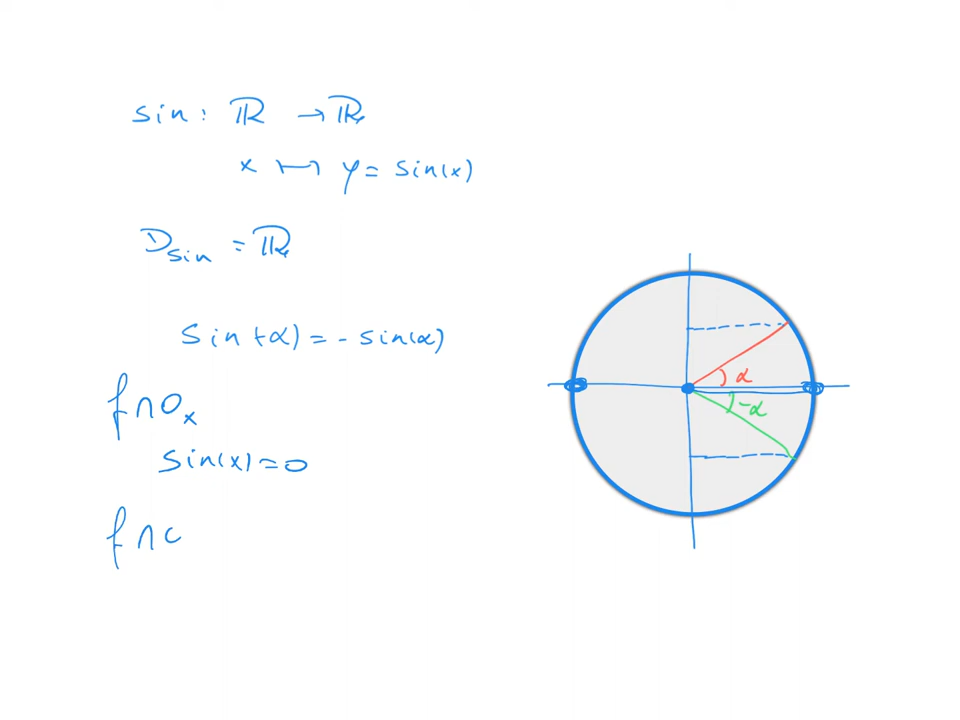 sin: ℝ → ℝ
x ↦ y = sin(x)
D_sin = ℝ
sin(-α) = - sin(α)
f ∩ O_x
sin(x) = 0
f ∩
α
-α